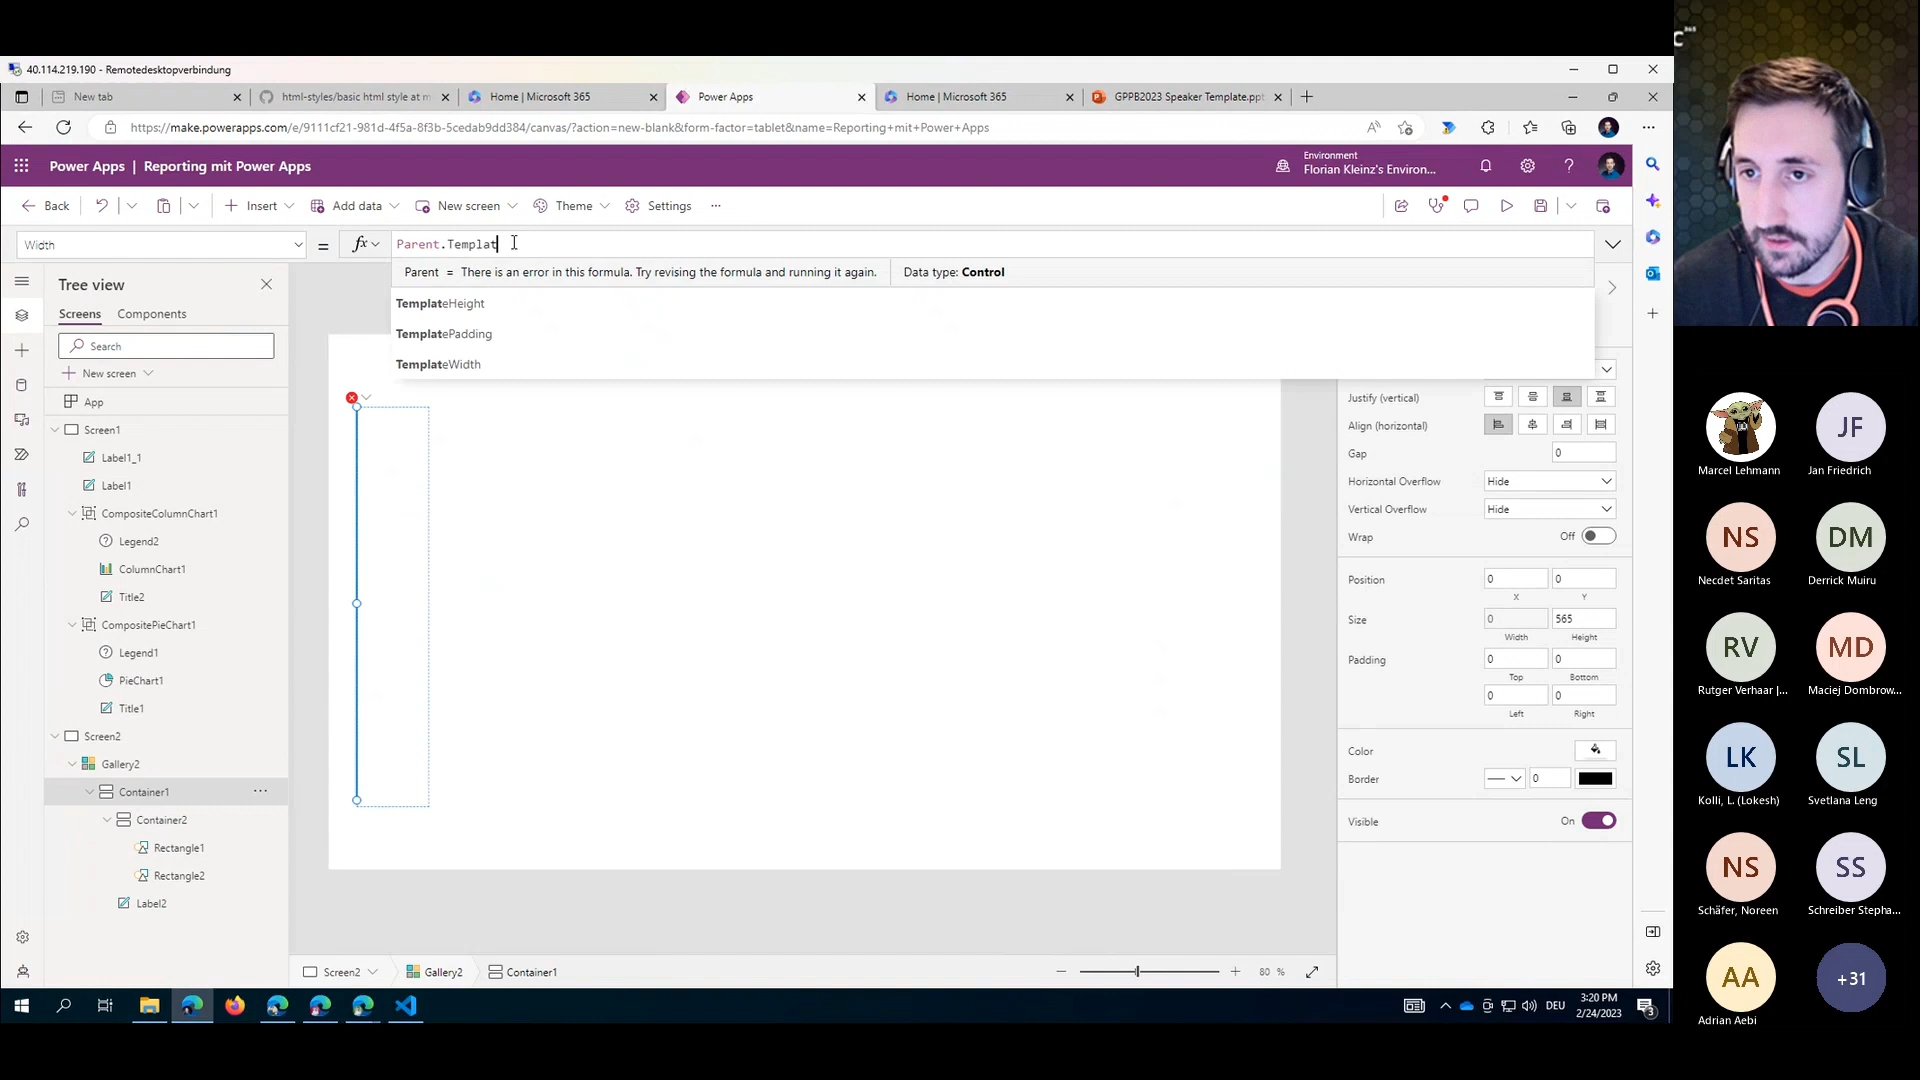 40.114.219.190 - Remotedesktopverbindung
New tab
html-styles/basic html style at m
Home | Microsoft 365
Power Apps
Home | Microsoft 365
GPPB2023 Speaker Template.ppt
https://make.powerapps.com/e/9111cf21-981d-4f5a-8f3b-5cedab9dd384/canvas/?action=new-blank&form-factor=tablet&name=Reporting+mit+Power+Apps
Power Apps | Reporting mit Power Apps
Environment
Florian Kleinz's Environ...
Back
Insert
Add data
New screen
Theme
Settings
Width
=
fx
Parent.Templat
Parent = There is an error in this formula. Try revising the formula and running it again.
Data type: Control
TemplateHeight
TemplatePadding
TemplateWidth
Tree view
Screens
Components
Search
New screen
App
Screen1
Label1_1
Label1
CompositeColumnChart1
Legend2
ColumnChart1
Title2
CompositePieChart1
Legend1
PieChart1
Title1
Screen2
Gallery2
Container1
Container2
Rectangle1
Rectangle2
Label2
Justify (vertical)
Align (horizontal)
Gap
0
Horizontal Overflow
Hide
Vertical Overflow
Hide
Wrap
Off
Position
0
0
X
Y
Size
0
565
Width
Height
Padding
0
0
Top
Bottom
0
0
Left
Right
Color
Border
0
Visible
On
Screen2
Gallery2
Container1
80 %
DEU
3:20 PM
2/24/2023
3
Marcel Lehmann
JF
Jan Friedrich
NS
Necdet Saritas
DM
Derrick Muiru
RV
Rutger Verhaar |...
MD
Maciej Dombrow...
LK
Kolli, L. (Lokesh)
SL
Svetlana Leng
NS
Schäfer, Noreen
SS
Schreiber Stepha...
AA
Adrian Aebi
+31